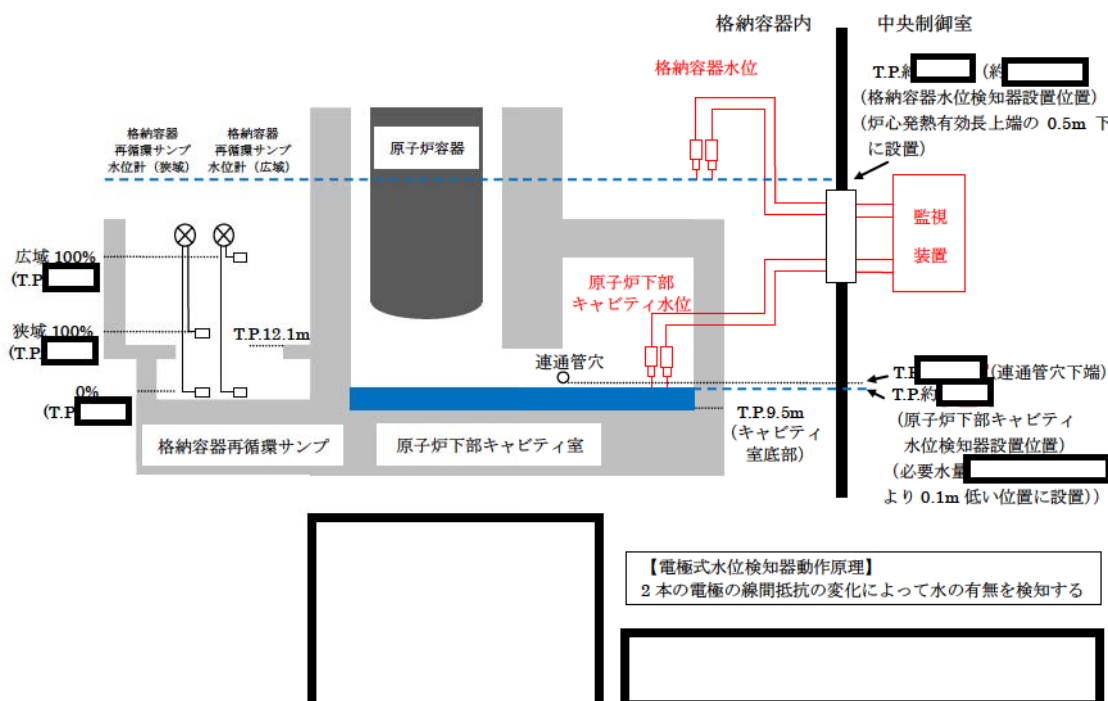 格納容器内
中央制御室
格納容器水位
T.P.約
(約
(格納容器水位検知器設置位置)
(炉心発熱有効長上端の 0.5m 下
に設置)
格納容器
再循環サンプ
水位計（狭域）
格納容器
再循環サンプ
水位計（広域）
原子炉容器
監視
装置
広域 100%
(T.P.
原子炉下部
キャビティ水位
狭域 100%
(T.P.
T.P.12.1m
連通管穴
0%
(T.P.
(連通管穴下端)
T.P.約
(原子炉下部キャビティ
水位検知器設置位置)
(必要水量
より 0.1m 低い位置に設置))
T.P.9.5m
(キャビティ
室底部)
格納容器再循環サンプ
原子炉下部キャビティ室
【電極式水位検知器動作原理】
2 本の電極の線間抵抗の変化によって水の有無を検知する